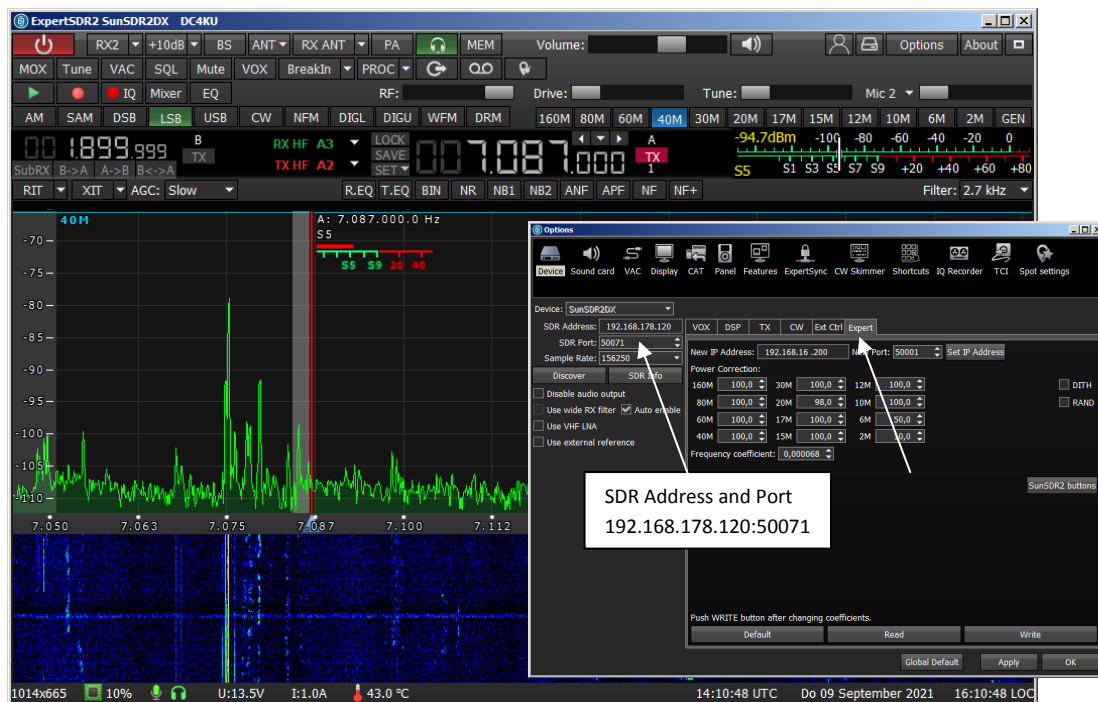 ExpertSDR2 SunSDR2DX DC4KU
RX2 +10dB BS ANT RX ANT PA MEM Volume: Options About
MOX Tune VAC SQL Mute VOX BreakIn PROC
IQ Mixer EQ RF: Drive: Tune: Mic 2
AM SAM DSB LSB USB CW NFM DIGL DIGU WFM DRM 160M 80M 60M 40M 30M 20M 17M 15M 12M 10M 6M 2M GEN
1.899.999 B TX RX HF A3 TX HF A2 LOCK SAVE SET 7.087.000 A TX 1 -94.7dBm -100 -80 -60 -40 -20 0
SubRX B->A A->B B<->A S5 S1 S3 S5 S7 S9 +20 +40 +60 +80
RIT XIT AGC: Slow R.EQ T.EQ BIN NR NB1 NB2 ANF APF NF NF+ Filter: 2.7 kHz
40M A: 7.087.000.0 Hz
S5
S5 S9 20 40
-70
-75
-80
-85
-90
-95
-100
-105
-110
7.050 7.063 7.075 7.087 7.100 7.112
Options
Device Sound card VAC Display CAT Panel Features ExpertSync CW Skimmer Shortcuts IQ Recorder TCI Spot settings
Device: SunSDR2DX
SDR Address: 192.168.178.120
SDR Port: 50071
Sample Rate: 156250
Discover SDR Info
Disable audio output
Use wide RX filter Auto enable
Use VHF LNA
Use external reference
VOX DSP TX CW Ext Ctrl Expert
New IP Address: 192.168.16 .200 New Port: 50001 Set IP Address
Power Correction:
160M 100,0 30M 100,0 12M 100,0 DITH
80M 100,0 20M 98,0 10M 100,0 RAND
60M 100,0 17M 100,0 6M 50,0
40M 100,0 15M 100,0 2M
Frequency coefficient: 0,000068
SunSDR2 buttons
SDR Address and Port
192.168.178.120:50071
Push WRITE button after changing coefficients.
Default Read Write
Global Default Apply OK
1014x665 10% U:13.5V I:1.0A 43.0 °C 14:10:48 UTC Do 09 September 2021 16:10:48 LOC